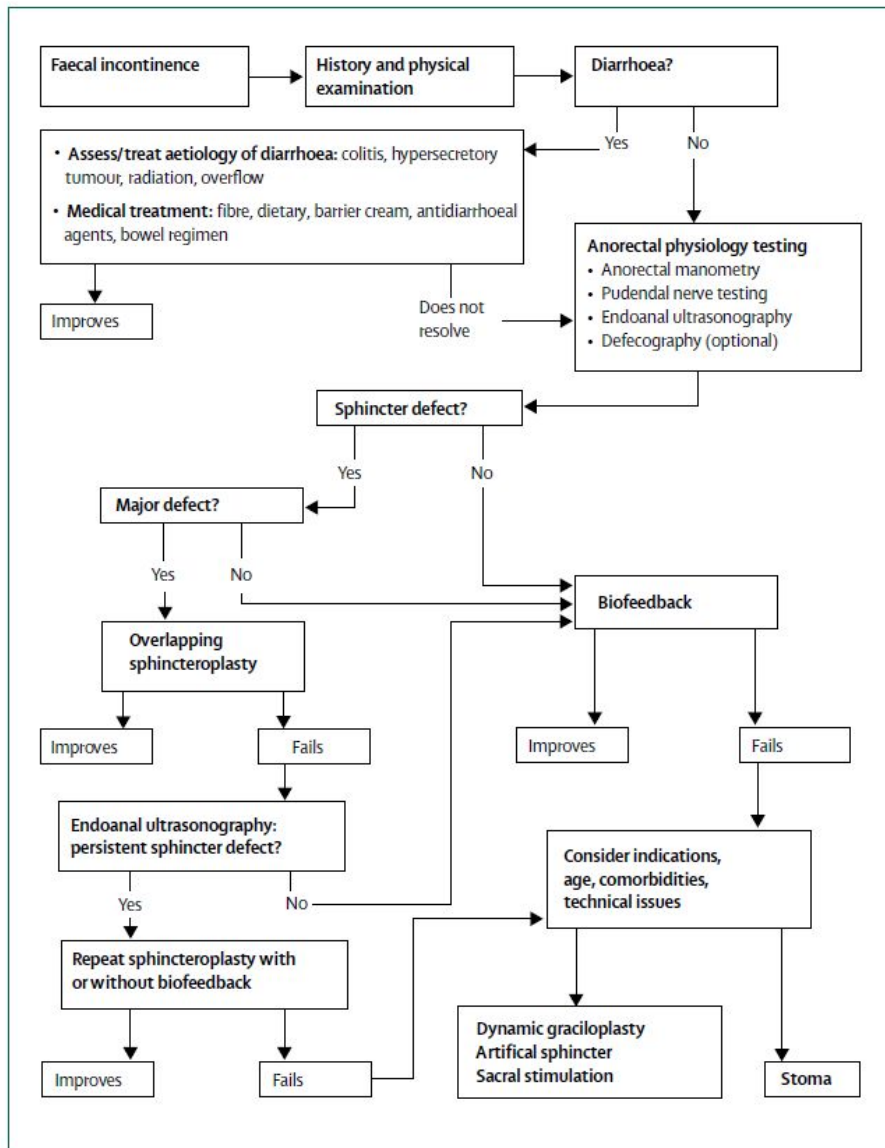 Faecal incontinence
History and physical
examination
Diarrhoea?
Yes
No
• Assess/treat aetiology of diarrhoea: colitis, hypersecretory
tumour, radiation, overflow
• Medical treatment: fibre, dietary, barrier cream, antidiarrhoeal
agents, bowel regimen
Anorectal physiology testing
• Anorectal manometry
• Pudendal nerve testing
• Endoanal ultrasonography
• Defecography (optional)
Improves
Does not
resolve
Sphincter defect?
Yes
No
Major defect?
Yes
No
Biofeedback
Overlapping
sphincteroplasty
Improves
Fails
Improves
Fails
Endoanal ultrasonography:
persistent sphincter defect?
Consider indications,
age, comorbidities,
technical issues
Yes
No
Repeat sphincteroplasty with
or without biofeedback
Dynamic graciloplasty
Artifical sphincter
Sacral stimulation
Improves
Fails
Stoma